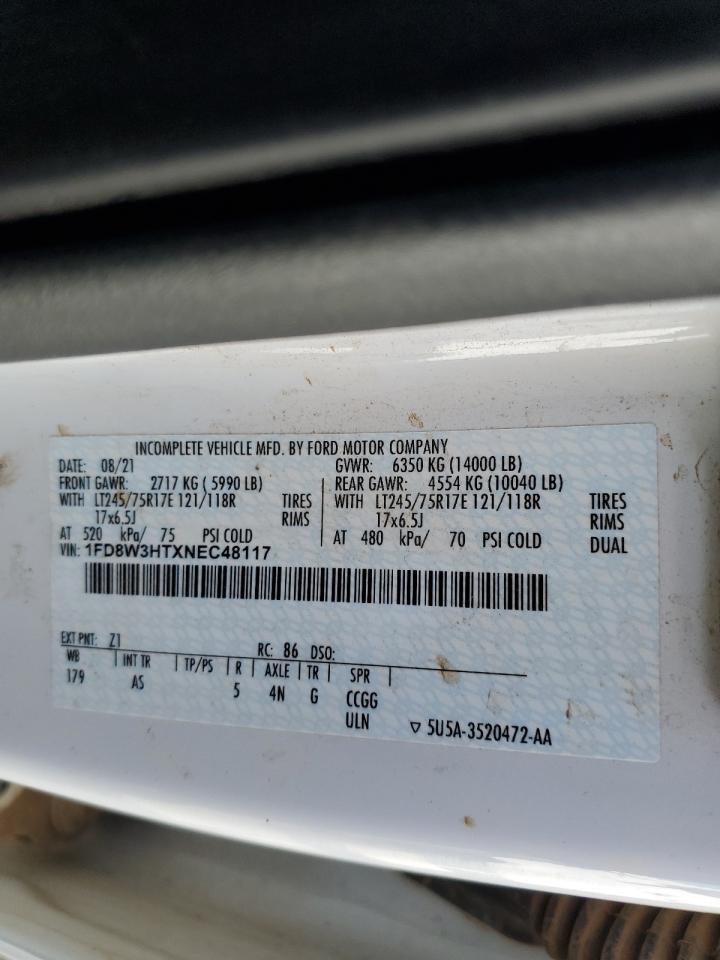 INCOMPLETE VEHICLE MFD. BY FORD MOTOR COMPANY
DATE: 08/21 GVWR: 6350 KG (14000 LB)
FRONT GAWR: 2717 KG ( 5990 LB) REAR GAWR: 4554 KG (10040 LB)
WITH LT245/75R17E 121/118R TIRES WITH LT245/75R17E 121/118R TIRES
17x6.5J RIMS 17x6.5J RIMS
AT 520 kPa/ 75 PSI COLD AT 480 kPa/ 70 PSI COLD DUAL
VIN: 1FD8W3HTXNEC48117
EXT PNT: Z1 RC: 86 DSO:
WB INT TR TP/PS R AXLE TR SPR
179 AS 5 4N G CCGG
ULN ▽ 5U5A-3520472-AA